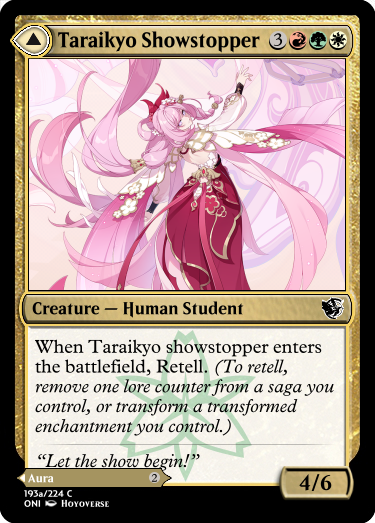 Taraikyo Showstopper 3
Creature — Human Student
When Taraikyo showstopper enters
the battlefield, Retell. (To retell,
remove one lore counter from a saga you
control, or transform a transformed
enchantment you control.)
“Let the show begin!”
Aura 2
4/6
193a/224 C
ONI Hoyoverse